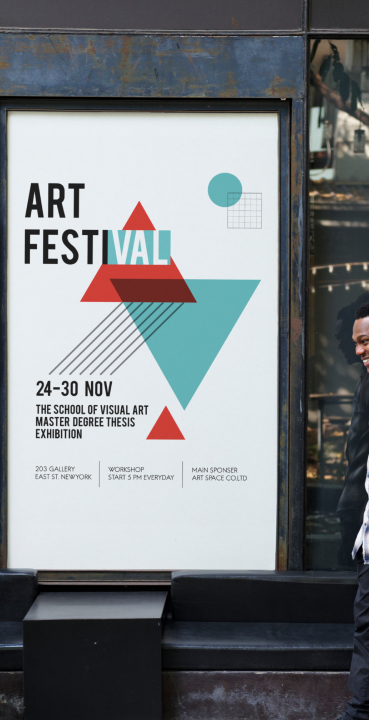 ART
FESTIVAL
24-30 NOV
THE SCHOOL OF VISUAL ART
MASTER DEGREE THESIS
EXHIBITION
203 GALLERY
EAST ST. NEWYORK
WORKSHOP
START 5 PM EVERYDAY
MAIN SPONSER
ART SPACE CO.LTD